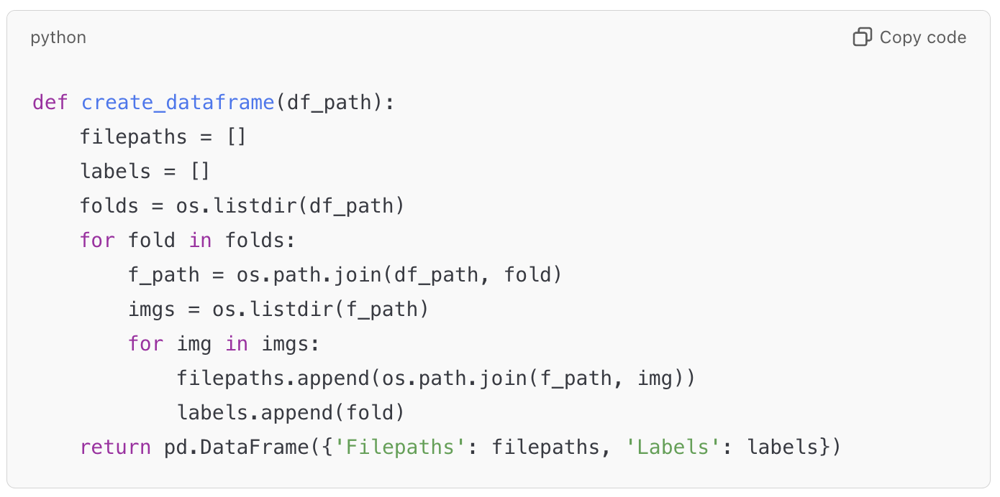 python
Copy code
def create_dataframe(df_path):
    filepaths = []
    labels = []
    folds = os.listdir(df_path)
    for fold in folds:
        f_path = os.path.join(df_path, fold)
        imgs = os.listdir(f_path)
        for img in imgs:
            filepaths.append(os.path.join(f_path, img))
            labels.append(fold)
    return pd.DataFrame({'Filepaths': filepaths, 'Labels': labels})